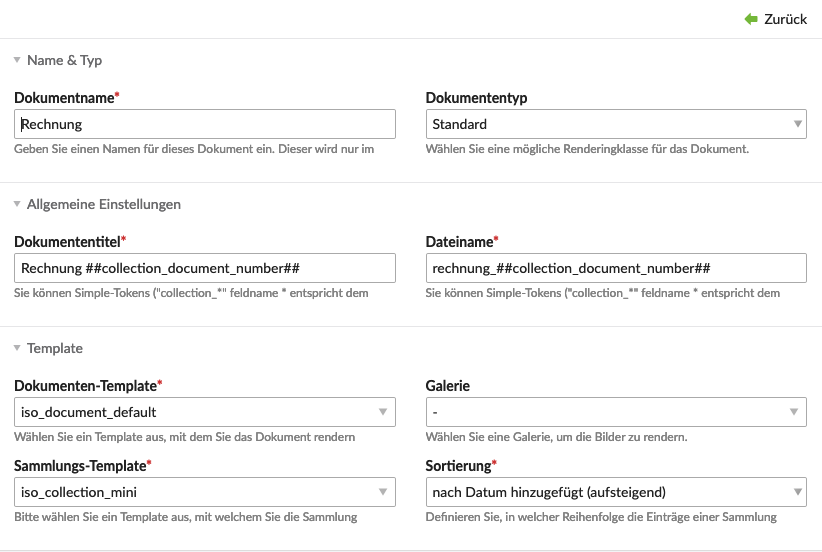 Zurück
Name & Typ
Dokumentname*
Dokumententyp
Rechnung
Standard
Geben Sie einen Namen für dieses Dokument ein. Dieser wird nur im
Wählen Sie eine mögliche Renderingklasse für das Dokument.
Allgemeine Einstellungen
Dokumententitel*
Dateiname*
Rechnung ##collection_document_number##
rechnung_##collection_document_number##
Sie können Simple-Tokens ("collection_*" feldname * entspricht dem
Sie können Simple-Tokens ("collection_*" feldname * entspricht dem
Template
Dokumenten-Template*
Galerie
iso_document_default
-
Wählen Sie ein Template aus, mit dem Sie das Dokument rendern
Wählen Sie eine Galerie, um die Bilder zu rendern.
Sammlungs-Template*
Sortierung*
iso_collection_mini
nach Datum hinzugefügt (aufsteigend)
Bitte wählen Sie ein Template aus, mit welchem Sie die Sammlung
Definieren Sie, in welcher Reihenfolge die Einträge einer Sammlung